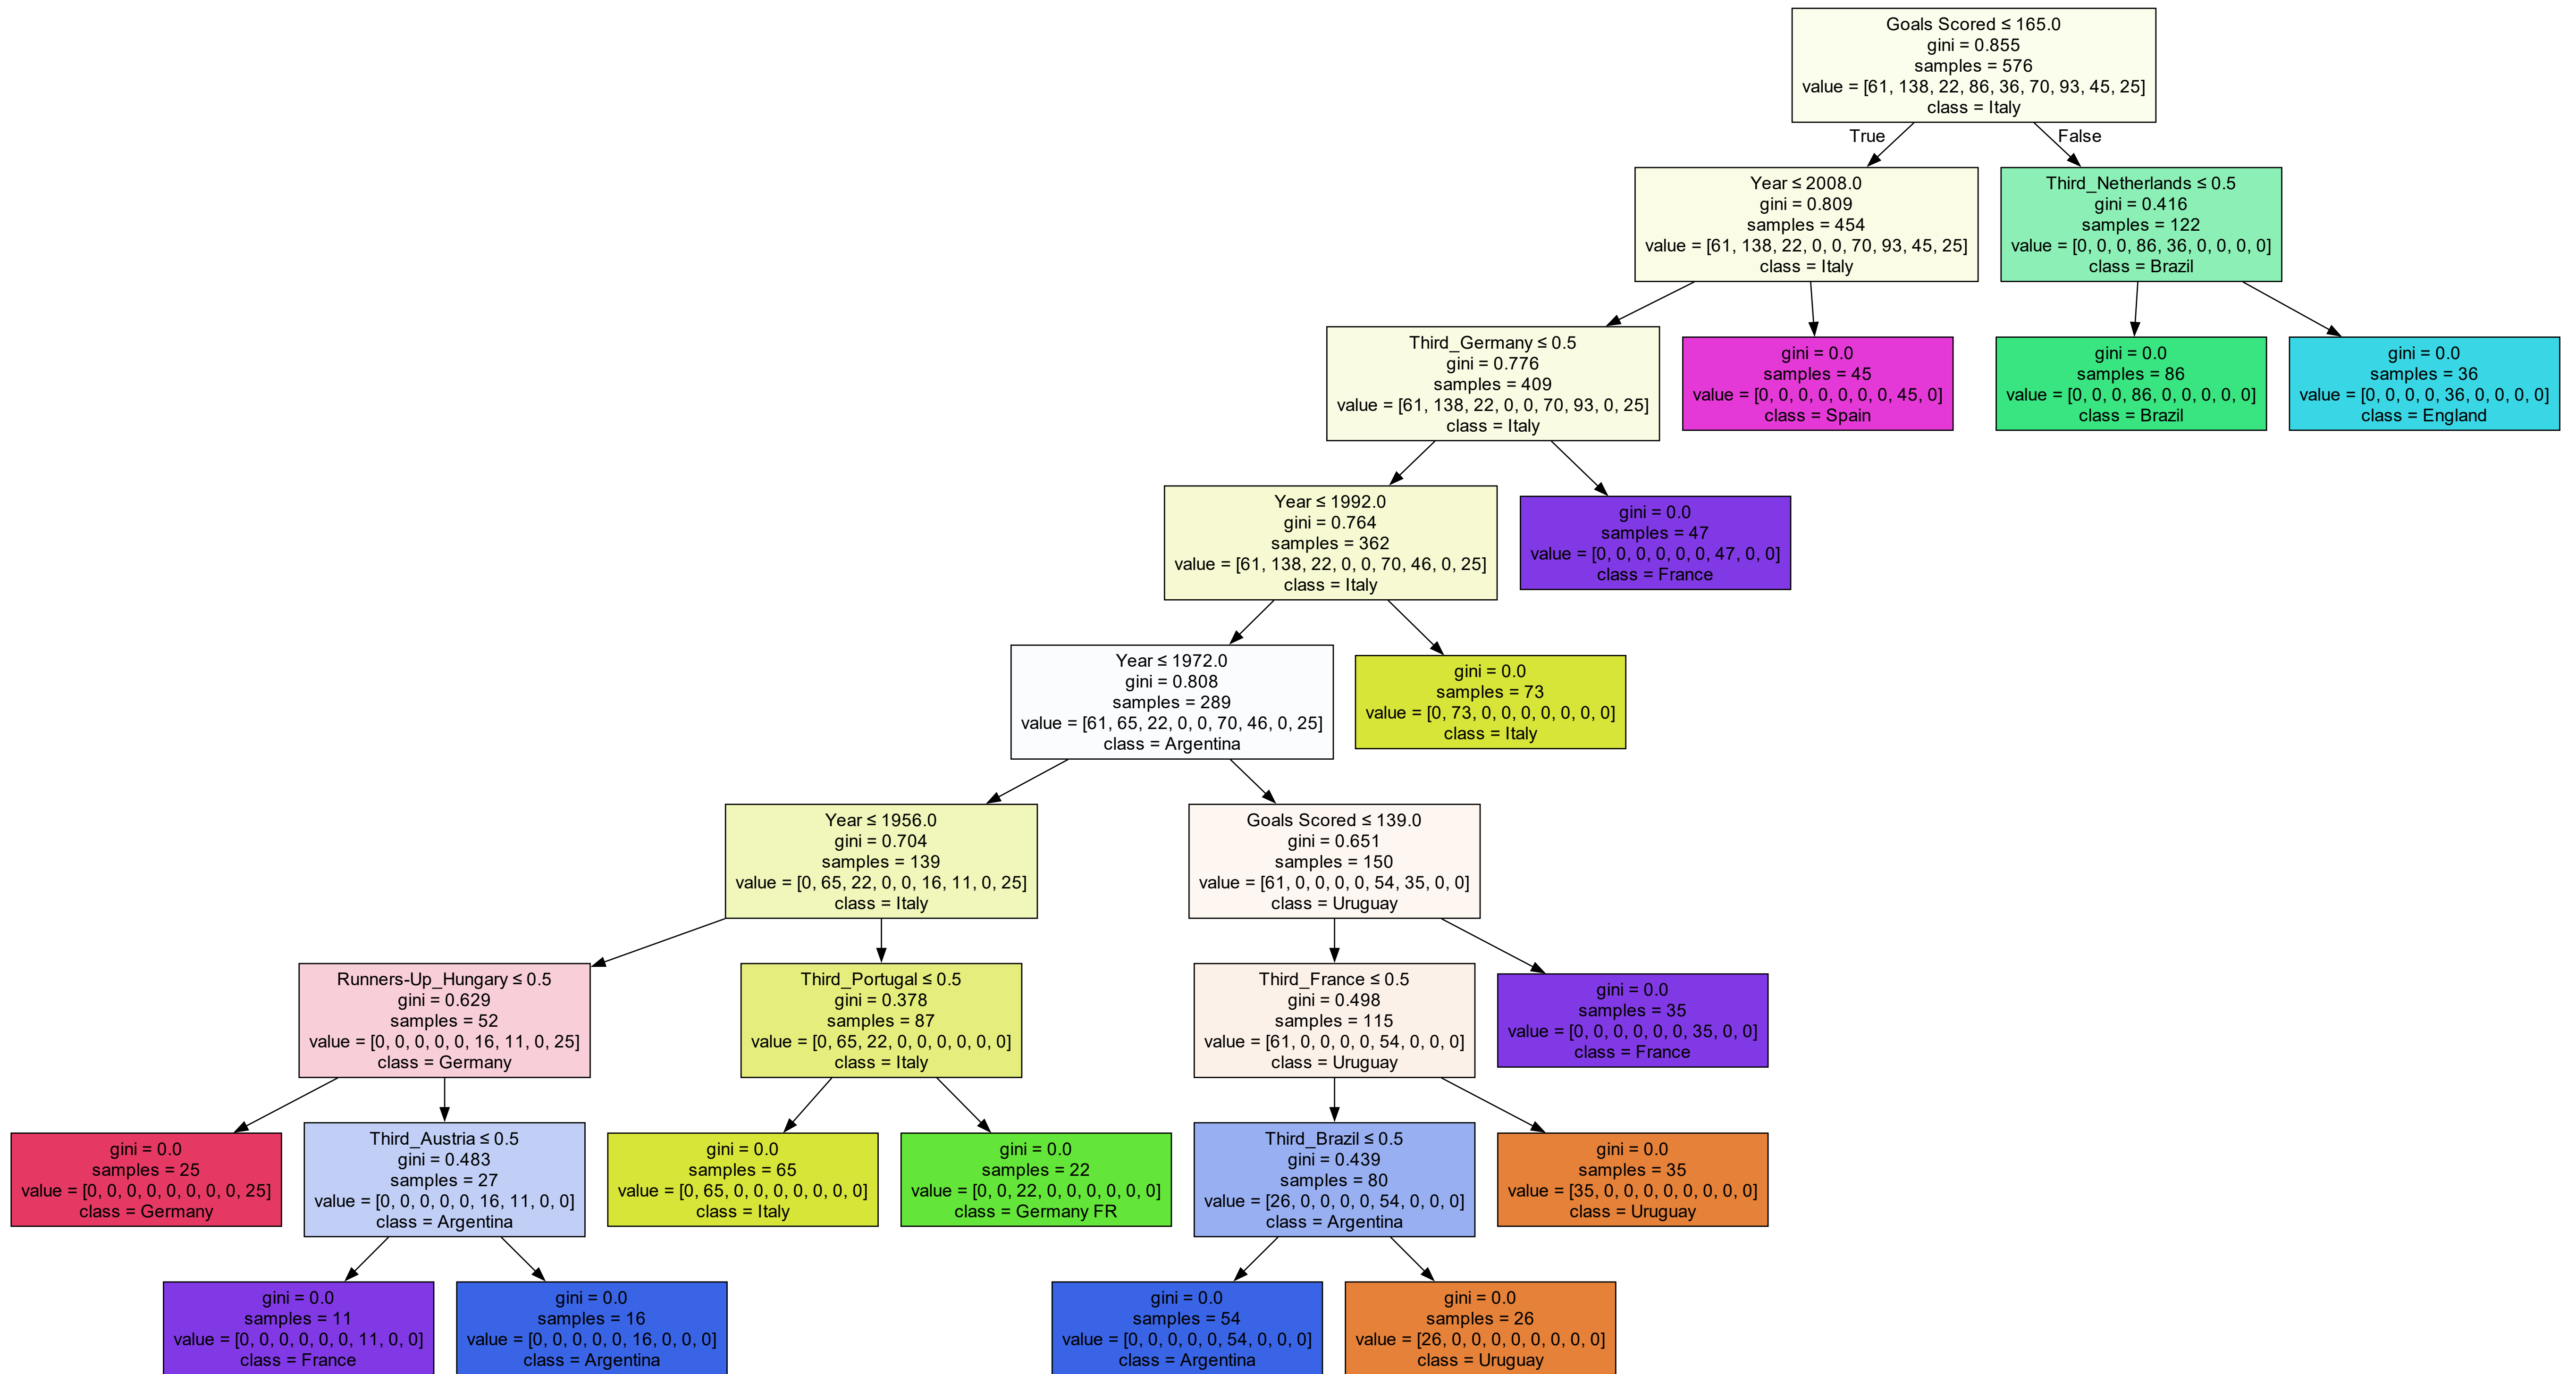 Goals Scored ≤ 165.0
gini = 0.855
samples = 576
value = [61, 138, 22, 86, 36, 70, 93, 45, 25]
class = Italy
True
False
Year ≤ 2008.0
gini = 0.809
samples = 454
value = [61, 138, 22, 0, 0, 70, 93, 45, 25]
class = Italy
Third_Netherlands ≤ 0.5
gini = 0.416
samples = 122
value = [0, 0, 0, 86, 36, 0, 0, 0, 0]
class = Brazil
Third_Germany ≤ 0.5
gini = 0.776
samples = 409
value = [61, 138, 22, 0, 0, 70, 93, 0, 25]
class = Italy
gini = 0.0
samples = 45
value = [0, 0, 0, 0, 0, 0, 0, 45, 0]
class = Spain
gini = 0.0
samples = 86
value = [0, 0, 0, 86, 0, 0, 0, 0, 0]
class = Brazil
gini = 0.0
samples = 36
value = [0, 0, 0, 0, 36, 0, 0, 0, 0]
class = England
Year ≤ 1992.0
gini = 0.764
samples = 362
value = [61, 138, 22, 0, 0, 70, 46, 0, 25]
class = Italy
gini = 0.0
samples = 47
value = [0, 0, 0, 0, 0, 0, 47, 0, 0]
class = France
Year ≤ 1972.0
gini = 0.808
samples = 289
value = [61, 65, 22, 0, 0, 70, 46, 0, 25]
class = Argentina
gini = 0.0
samples = 73
value = [0, 73, 0, 0, 0, 0, 0, 0, 0]
class = Italy
Year ≤ 1956.0
gini = 0.704
samples = 139
value = [0, 65, 22, 0, 0, 16, 11, 0, 25]
class = Italy
Goals Scored ≤ 139.0
gini = 0.651
samples = 150
value = [61, 0, 0, 0, 0, 54, 35, 0, 0]
class = Uruguay
Runners-Up_Hungary ≤ 0.5
gini = 0.629
samples = 52
value = [0, 0, 0, 0, 0, 16, 11, 0, 25]
class = Germany
Third_Portugal ≤ 0.5
gini = 0.378
samples = 87
value = [0, 65, 22, 0, 0, 0, 0, 0, 0]
class = Italy
Third_France ≤ 0.5
gini = 0.498
samples = 115
value = [61, 0, 0, 0, 0, 54, 0, 0, 0]
class = Uruguay
gini = 0.0
samples = 35
value = [0, 0, 0, 0, 0, 0, 35, 0, 0]
class = France
gini = 0.0
samples = 25
value = [0, 0, 0, 0, 0, 0, 0, 0, 25]
class = Germany
Third_Austria ≤ 0.5
gini = 0.483
samples = 27
value = [0, 0, 0, 0, 0, 16, 11, 0, 0]
class = Argentina
gini = 0.0
samples = 65
value = [0, 65, 0, 0, 0, 0, 0, 0, 0]
class = Italy
gini = 0.0
samples = 22
value = [0, 0, 22, 0, 0, 0, 0, 0, 0]
class = Germany FR
Third_Brazil ≤ 0.5
gini = 0.439
samples = 80
value = [26, 0, 0, 0, 0, 54, 0, 0, 0]
class = Argentina
gini = 0.0
samples = 35
value = [35, 0, 0, 0, 0, 0, 0, 0, 0]
class = Uruguay
gini = 0.0
samples = 11
value = [0, 0, 0, 0, 0, 0, 11, 0, 0]
class = France
gini = 0.0
samples = 16
value = [0, 0, 0, 0, 0, 16, 0, 0, 0]
class = Argentina
gini = 0.0
samples = 54
value = [0, 0, 0, 0, 0, 54, 0, 0, 0]
class = Argentina
gini = 0.0
samples = 26
value = [26, 0, 0, 0, 0, 0, 0, 0, 0]
class = Uruguay